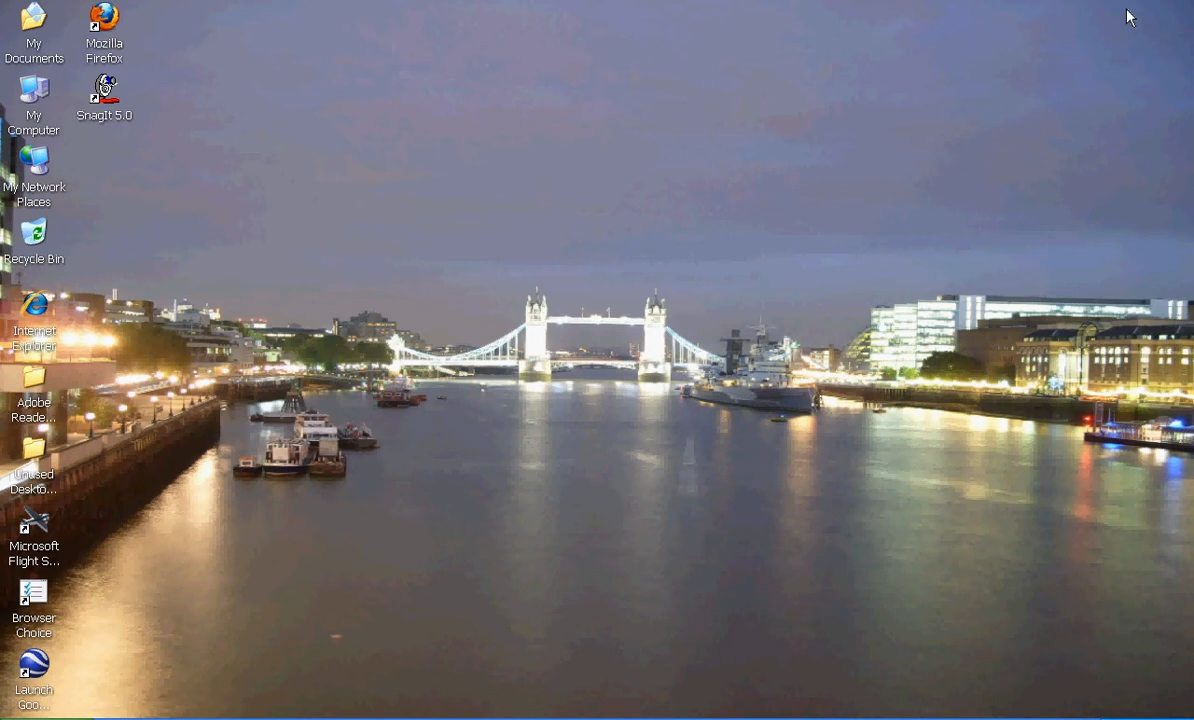 My
Documents
Mozilla
Firefox
My
Computer
SnagIt 5.0
My Network
Places
Recycle Bin
Internet
Explorer
Adobe
Reade...
Unused
Deskto...
Microsoft
Flight S...
Browser
Choice
Launch
Goo...